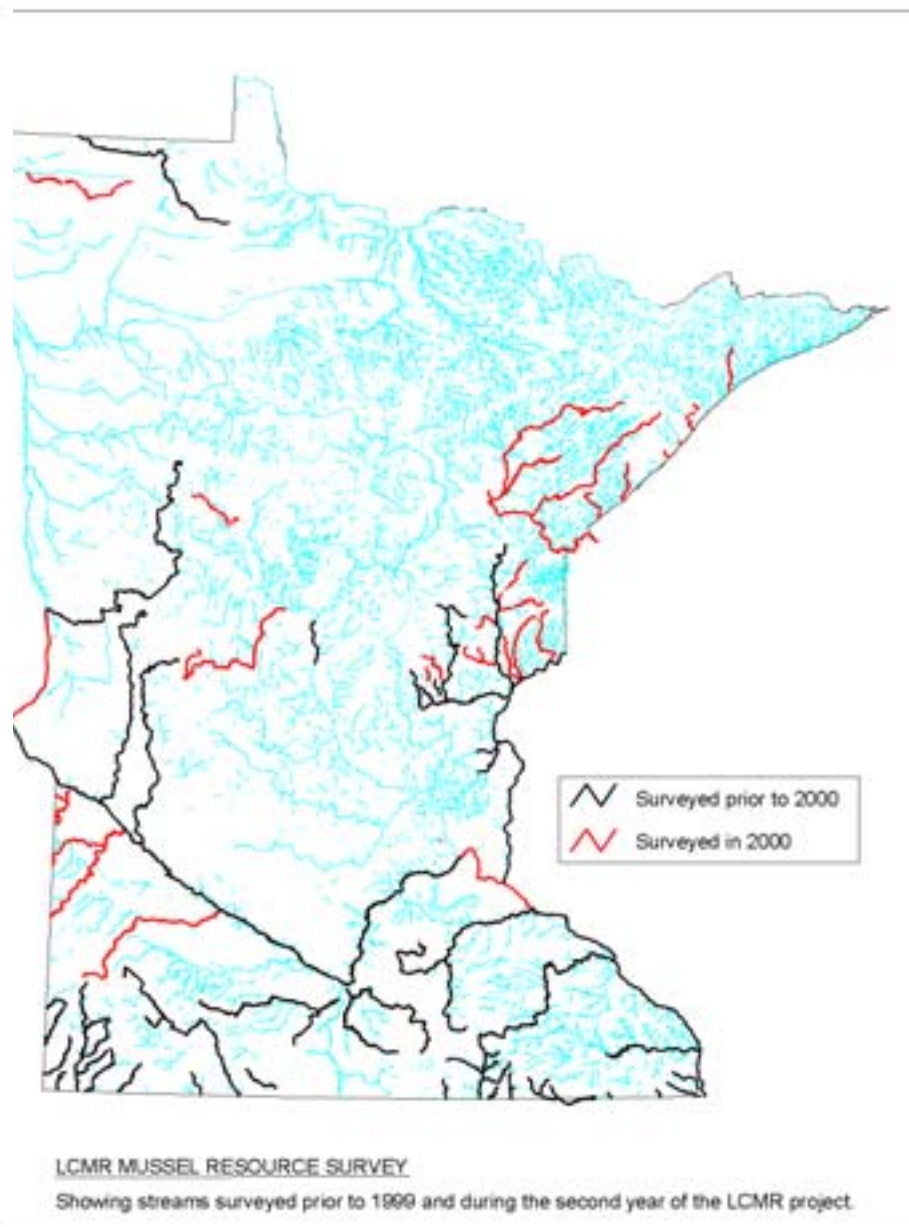 Surveyed prior to 2000
Surveyed in 2000
LCMR MUSSEL RESOURCE SURVEY
Showing streams surveyed prior to 1999 and during the second year of the LCMR project.